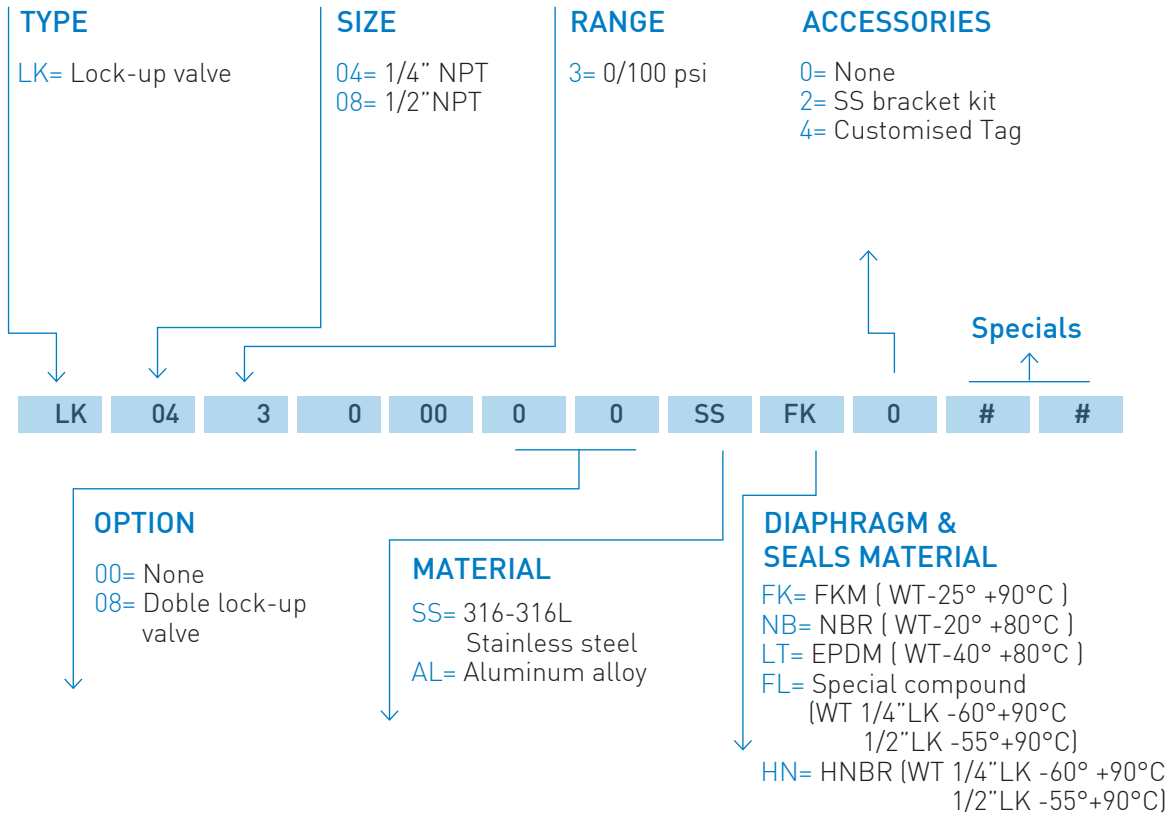 TYPE
LK= Lock-up valve
SIZE
04= 1/4” NPT
08= 1/2”NPT
RANGE
3= 0/100 psi
ACCESSORIES
0= None
2= SS bracket kit
4= Customised Tag
Specials
LK 04 3 0 00 0 0 SS FK 0 # #
OPTION
00= None
08= Doble lock-up
valve
MATERIAL
SS= 316-316L
Stainless steel
AL= Aluminum alloy
DIAPHRAGM &
SEALS MATERIAL
FK= FKM ( WT-25° +90°C )
NB= NBR ( WT-20° +80°C )
LT= EPDM ( WT-40° +80°C )
FL= Special compound
(WT 1/4”LK -60°+90°C
1/2”LK -55°+90°C)
HN= HNBR (WT 1/4”LK -60° +90°C
1/2”LK -55°+90°C)